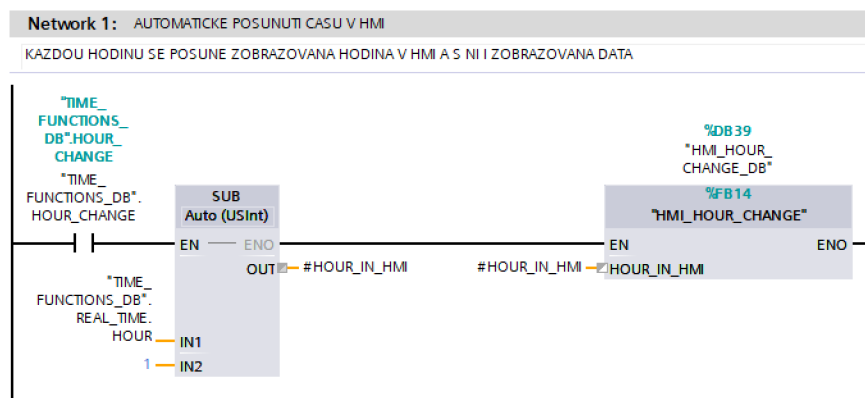 Network 1: AUTOMATICKE POSUNUTI CASU V HMI
KAZDOU HODINU SE POSUNE ZOBRAZOVANA HODINA V HMI A S NI I ZOBRAZOVANA DATA
"TIME_
FUNCTIONS_
DB".HOUR_
CHANGE
"TIME_
FUNCTIONS_DB".
HOUR_CHANGE
SUB
Auto (USInt)
EN
ENO
OUT
#HOUR_IN_HMI
"TIME_
FUNCTIONS_DB".
REAL_TIME.
HOUR
IN1
1
IN2
%DB39
"HMI_HOUR_
CHANGE_DB"
%FB14
"HMI_HOUR_CHANGE"
EN
ENO
#HOUR_IN_HMI
HOUR_IN_HMI